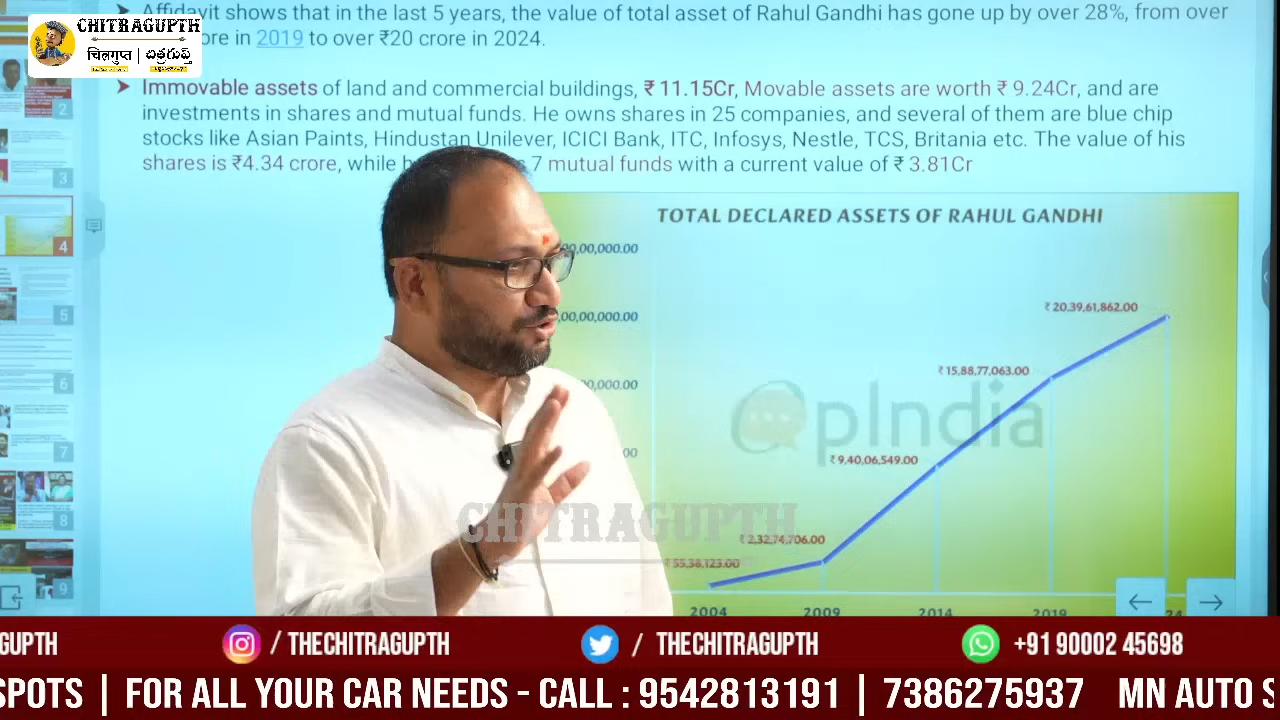 CHITRAGUPTH
चित्रगुप्त | చిత్రగుప్త
Affidavit shows that in the last 5 years, the value of total asset of Rahul Gandhi has gone up by over 28%, from over
ore in 2019 to over ₹20 crore in 2024.
Immovable assets of land and commercial buildings, ₹ 11.15Cr, Movable assets are worth ₹ 9.24Cr, and are
investments in shares and mutual funds. He owns shares in 25 companies, and several of them are blue chip
stocks like Asian Paints, Hindustan Unilever, ICICI Bank, ITC, Infosys, Nestle, TCS, Britania etc. The value of his
shares is ₹4.34 crore, while 7 mutual funds with a current value of ₹ 3.81Cr
TOTAL DECLARED ASSETS OF RAHUL GANDHI
00,00,000.00
₹ 20,39,61,862.00
₹ 15,88,77,063.00
OpIndia
₹ 9,40,06,549.00
CHITRAGUPTH
₹ 2,32,74,706.00
₹ 55,38,123.00
2004 2009 2014 2019 24
2
3
4
5
6
7
8
9
GUPTH / THECHITRAGUPTH / THECHITRAGUPTH +91 90002 45698
SPOTS | FOR ALL YOUR CAR NEEDS - CALL : 9542813191 | 7386275937 MN AUTO S